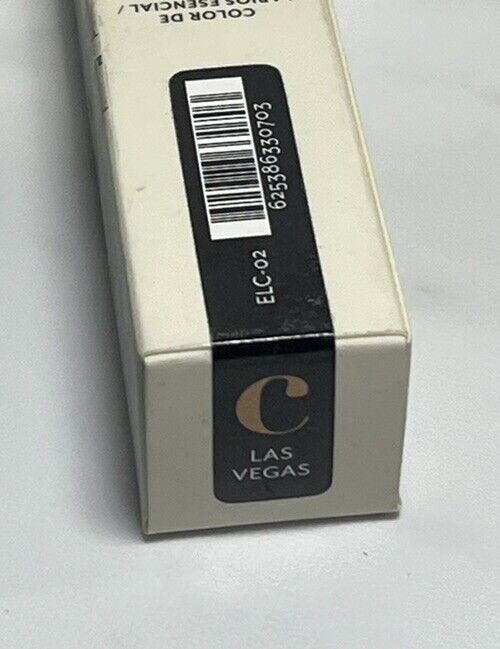 COLOR DE
LABIOS ESENCIAL /
625386330703
ELC-02
C
LAS
VEGAS